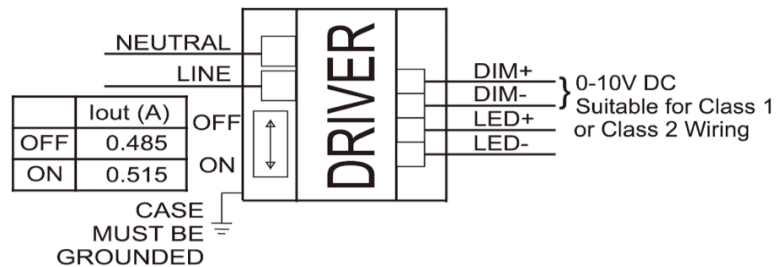 NEUTRAL
LINE
Iout (A)
OFF 0.485
ON 0.515
OFF
ON
CASE
MUST BE
GROUNDED
DRIVER
DIM+
DIM-
LED+
LED-
0-10V DC
Suitable for Class 1
or Class 2 Wiring